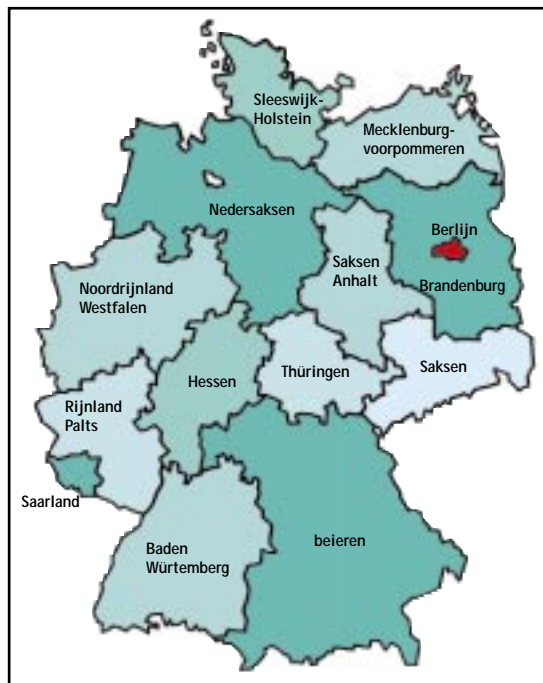 Sleeswijk-
Holstein
Mecklenburg-
voorpommeren
Nedersaksen
Berlijn
Saksen
Anhalt
Brandenburg
Noordrijnland
Westfalen
Hessen
Thüringen
Saksen
Rijnland
Palts
Saarland
Baden
Würtemberg
beieren